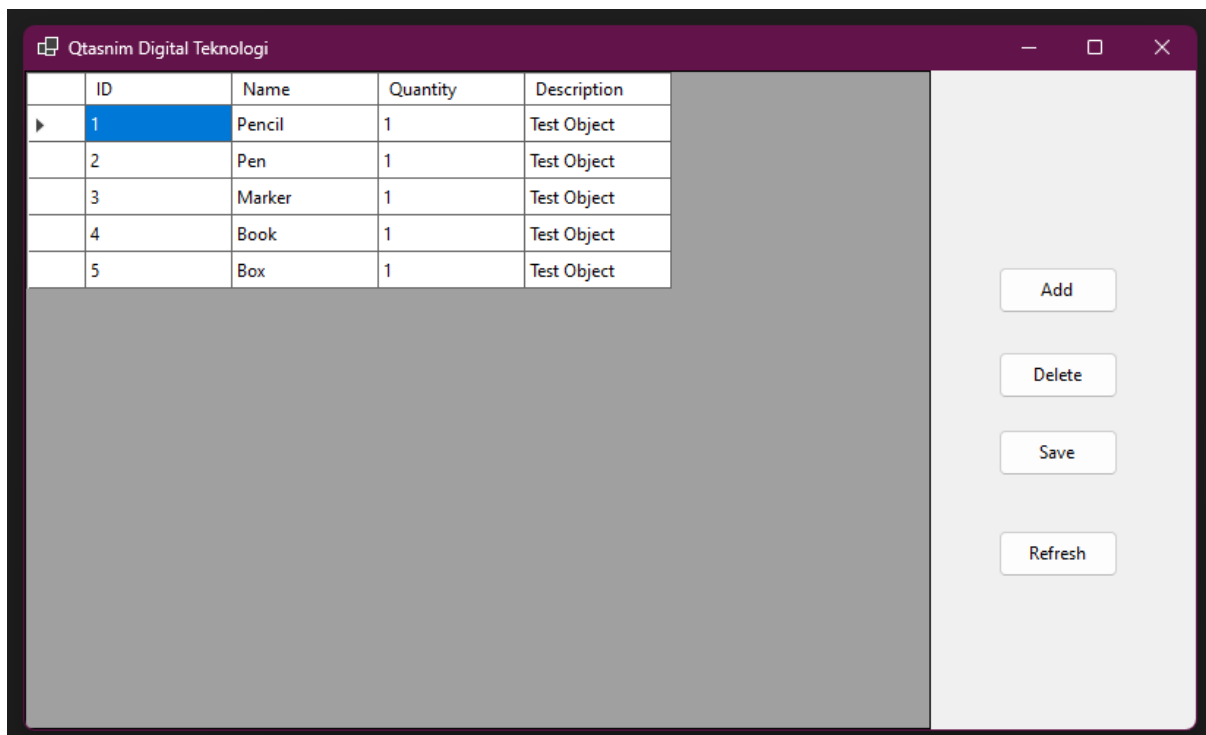 Qtasnim Digital Teknologi
ID Name Quantity Description
1 Pencil 1 Test Object
2 Pen 1 Test Object
3 Marker 1 Test Object
4 Book 1 Test Object
5 Box 1 Test Object
Add
Delete
Save
Refresh